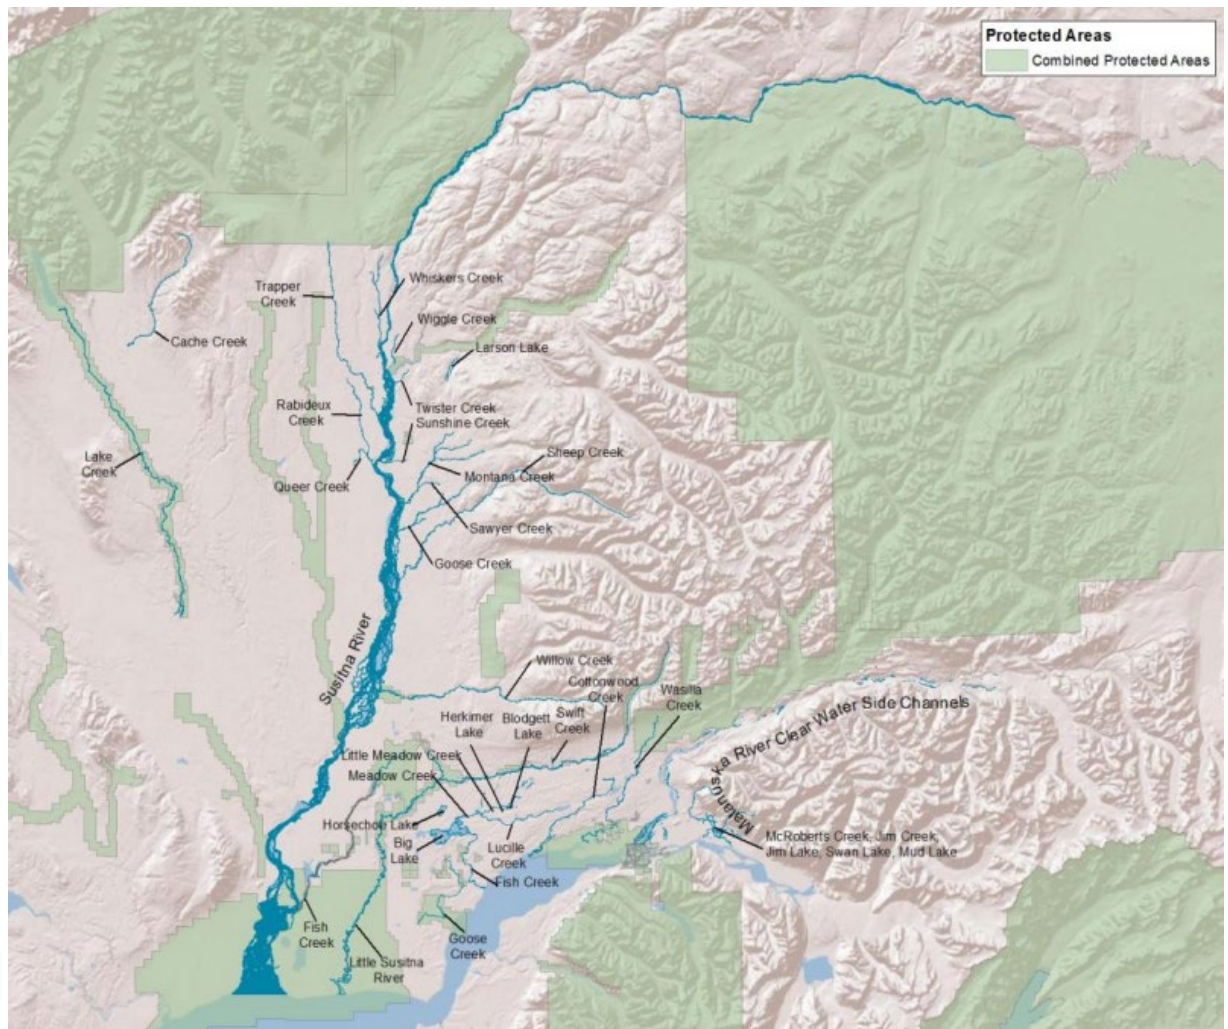 Protected Areas
Combined Protected Areas
Whiskers Creek
Trapper
Creek
Wiggle Creek
Cache Creek
Larson Lake
Rabideux
Creek
Twister Creek
Sunshine Creek
Lake
Creek
Sheep Creek
Queer Creek
Montana Creek
Sawyer Creek
Goose Creek
Susitna River
Willow Creek
Cottonwood
Creek
Wasilla
Creek
Herkimer
Lake
Blodgett
Lake
Swift
Creek
Matanuska River Clear Water Side Channels
Little Meadow Creek
Meadow Creek
Horseshoe Lake
Big
Lake
Lucille
Creek
McRoberts Creek, Jim Creek,
Jim Lake, Swan Lake, Mud Lake
Fish Creek
Fish
Creek
Goose
Creek
Little Susitna
River